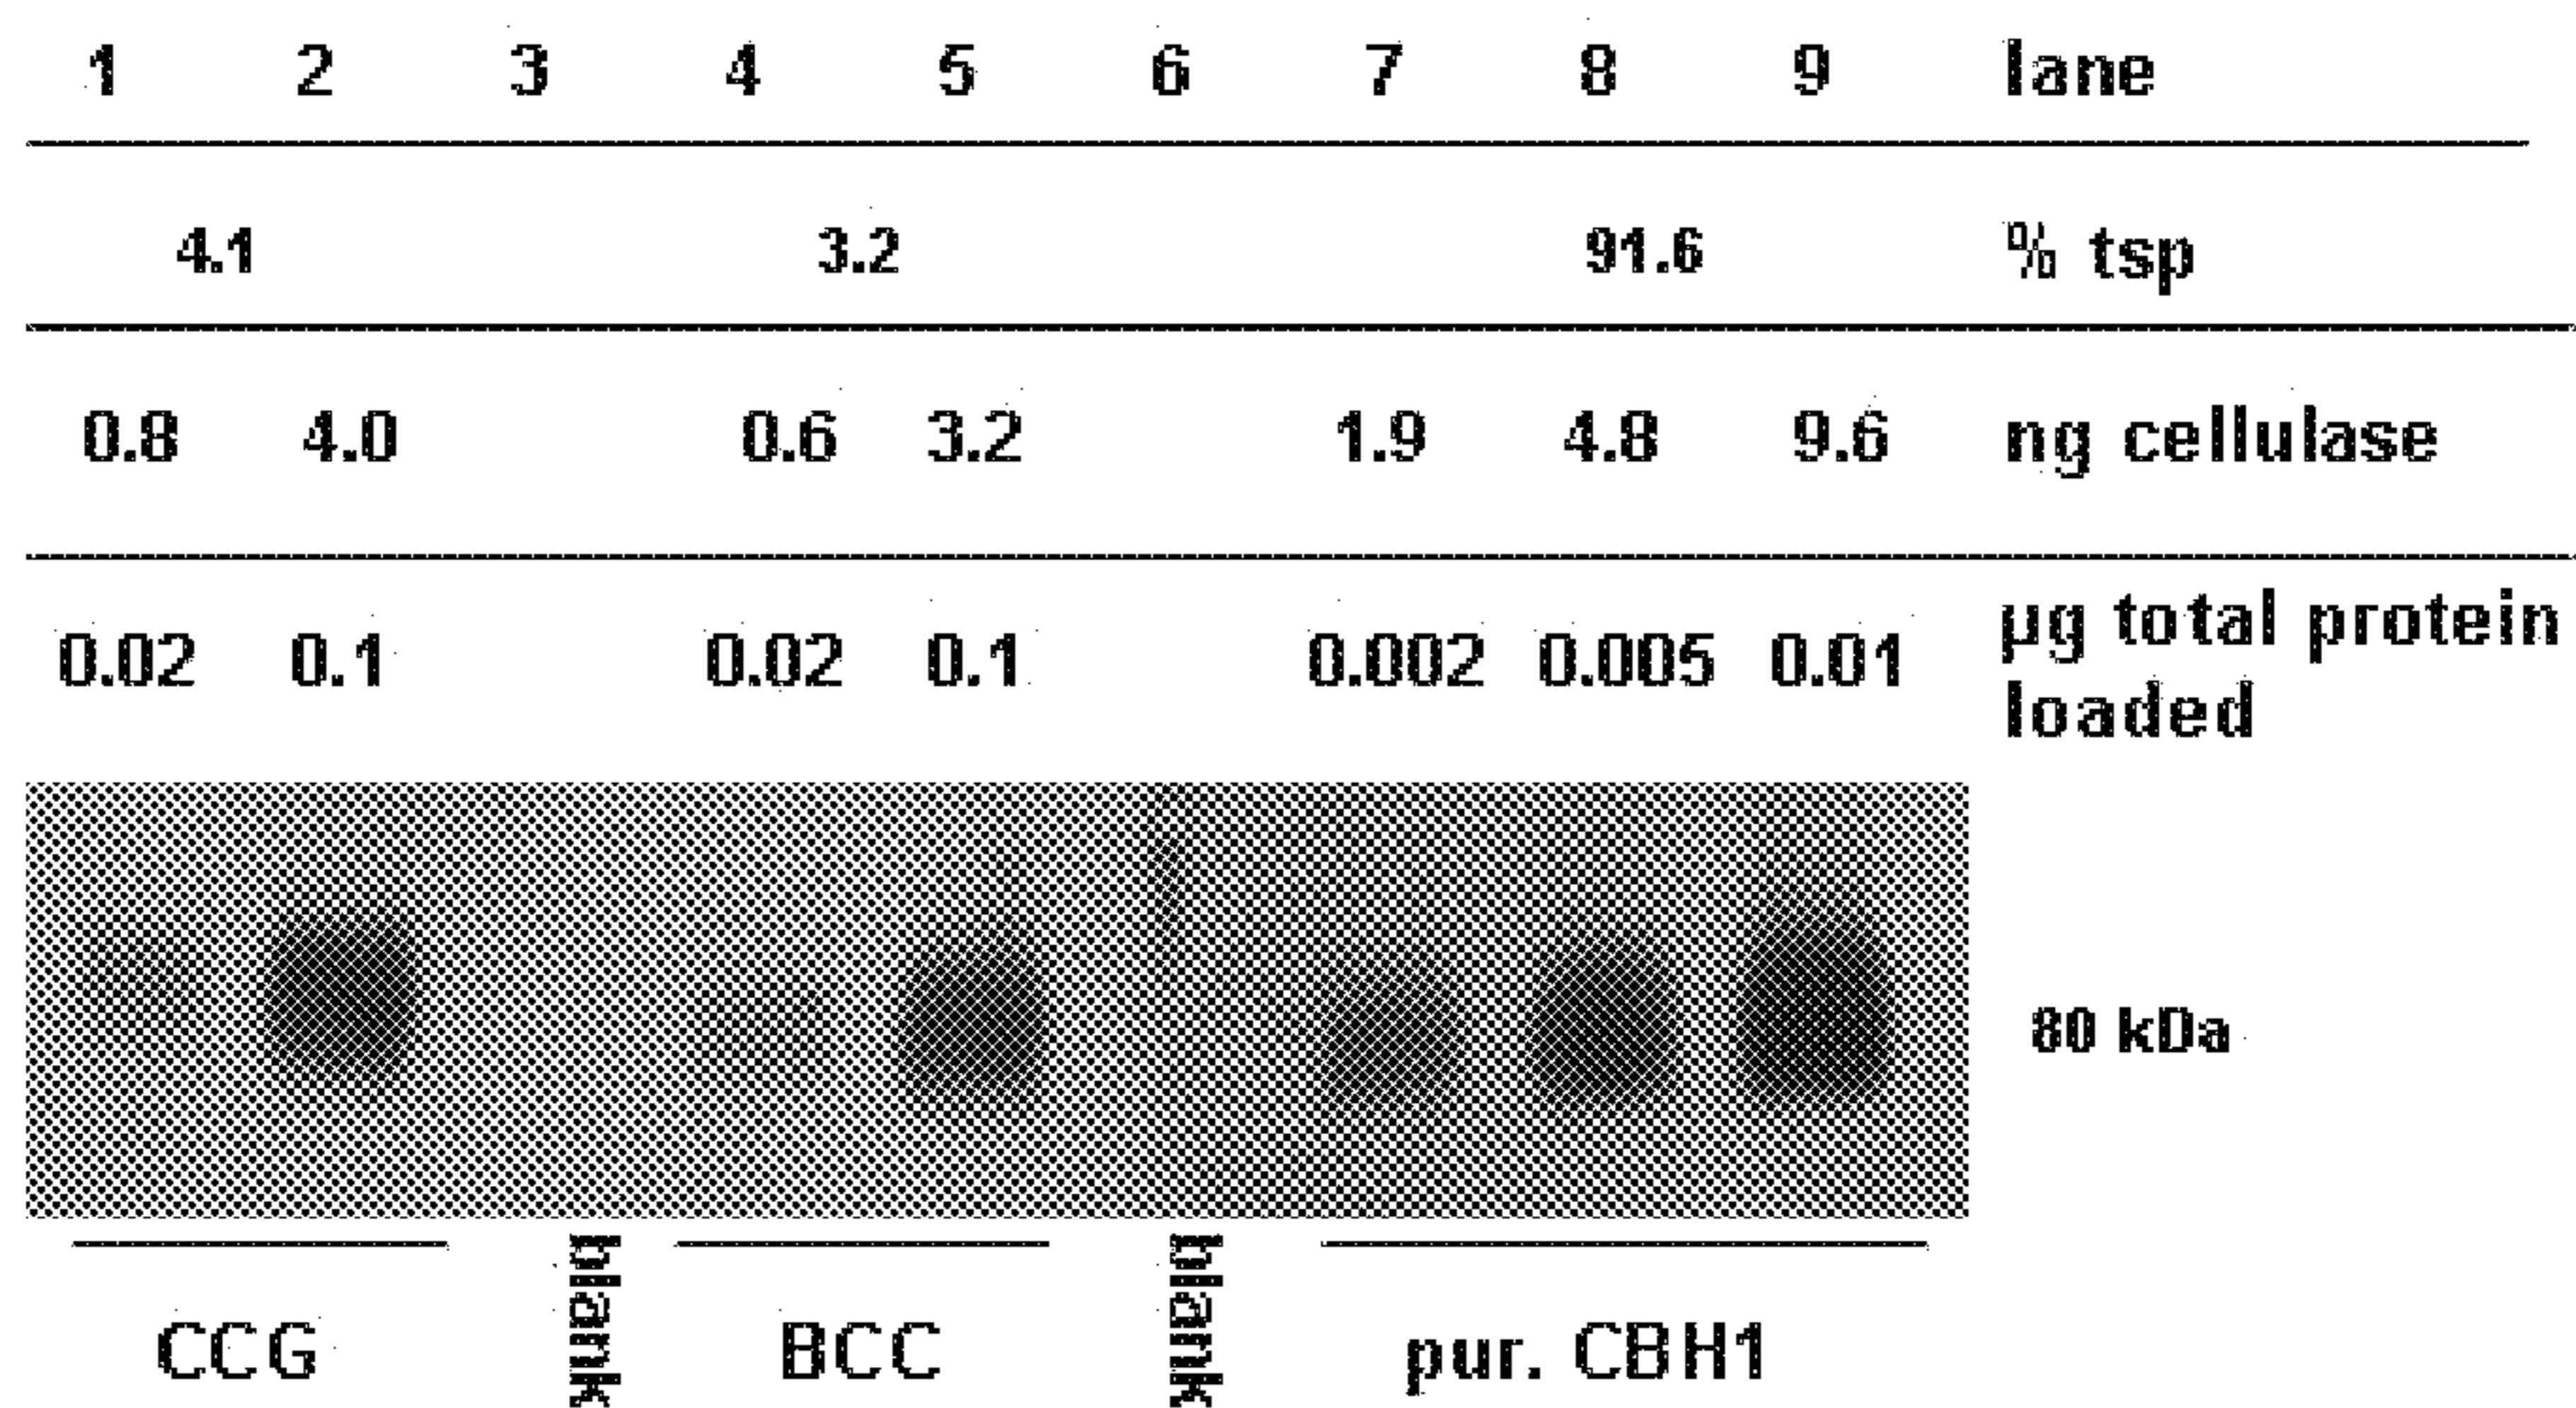 1 2 3 4 5 6 7 8 9 lane
4.1 3.2 91.6 % tsp
0.8 4.0 0.6 3.2 1.9 4.8 9.6 ng cellulase
0.02 0.1 0.02 0.1 0.002 0.005 0.01 µg total protein
loaded
80 kDa
CCG blank BCC blank pur. CBH1